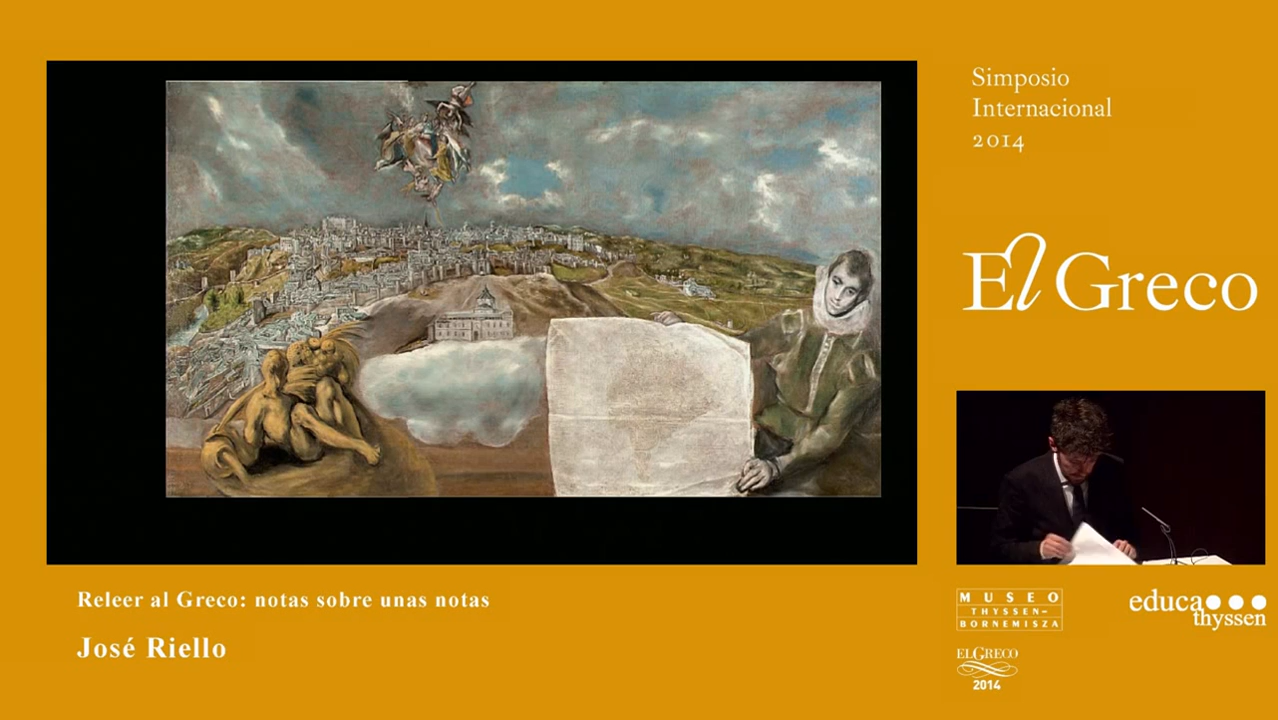 Simposio
Internacional
2014
El Greco
Releer al Greco: notas sobre unas notas
José Riello
MUSEO
THYSSEN-
BORNEMISZA
educa
thyssen
ELGRECO
2014